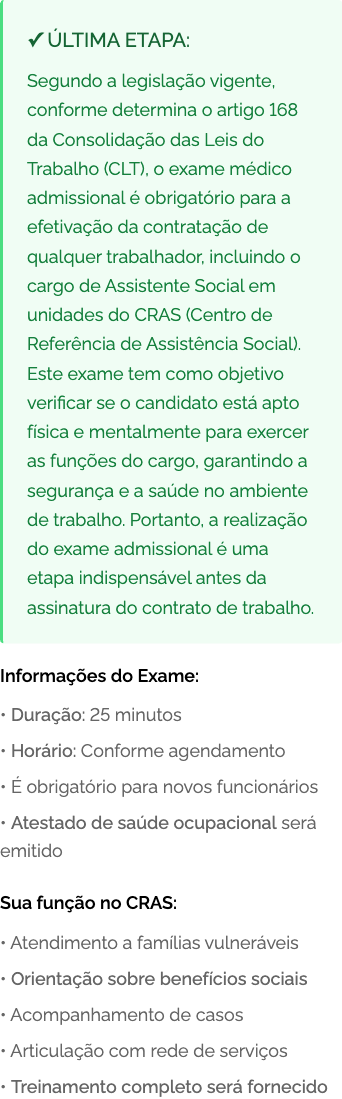 ✓ ÚLTIMA ETAPA:
Segundo a legislação vigente,
conforme determina o artigo 168
da Consolidação das Leis do
Trabalho (CLT), o exame médico
admissional é obrigatório para a
efetivação da contratação de
qualquer trabalhador, incluindo o
cargo de Assistente Social em
unidades do CRAS (Centro de
Referência de Assistência Social).
Este exame tem como objetivo
verificar se o candidato está apto
física e mentalmente para exercer
as funções do cargo, garantindo a
segurança e a saúde no ambiente
de trabalho. Portanto, a realização
do exame admissional é uma
etapa indispensável antes da
assinatura do contrato de trabalho.
Informações do Exame:
• Duração: 25 minutos
• Horário: Conforme agendamento
• É obrigatório para novos funcionários
• Atestado de saúde ocupacional será
emitido
Sua função no CRAS:
• Atendimento a famílias vulneráveis
• Orientação sobre benefícios sociais
• Acompanhamento de casos
• Articulação com rede de serviços
• Treinamento completo será fornecido